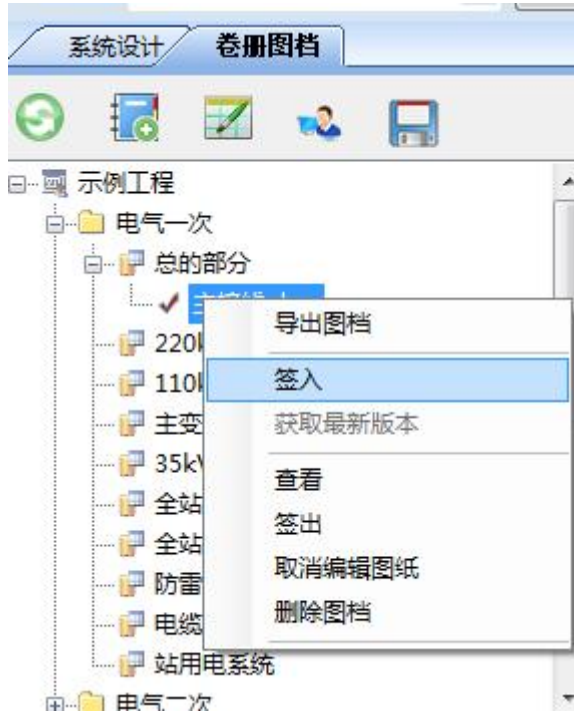 系统设计 卷册图档
示例工程
电气一次
总的部分
导出图档
220k
签入
110k
获取最新版本
主变
35kV
查看
全站
签出
全站
取消编辑图纸
防雷
删除图档
电缆
站用电系统
电气二次